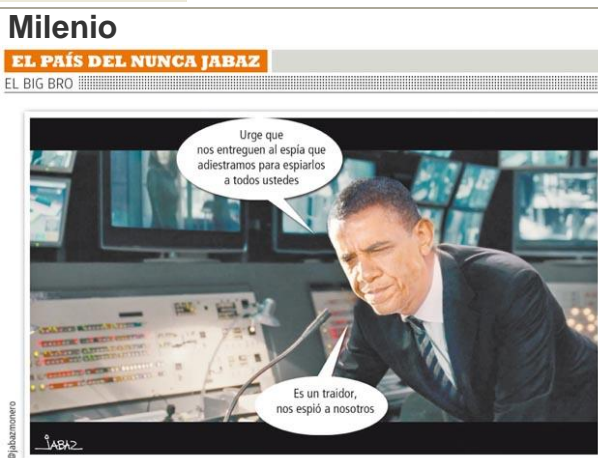 Milenio
EL PAÍS DEL NUNCA JABAZ
EL BIG BRO
Urge que
nos entreguen al espía que
adiestramos para espiarlos
a todos ustedes
Es un traidor,
nos espió a nosotros
@jabazmonero
JABAZ